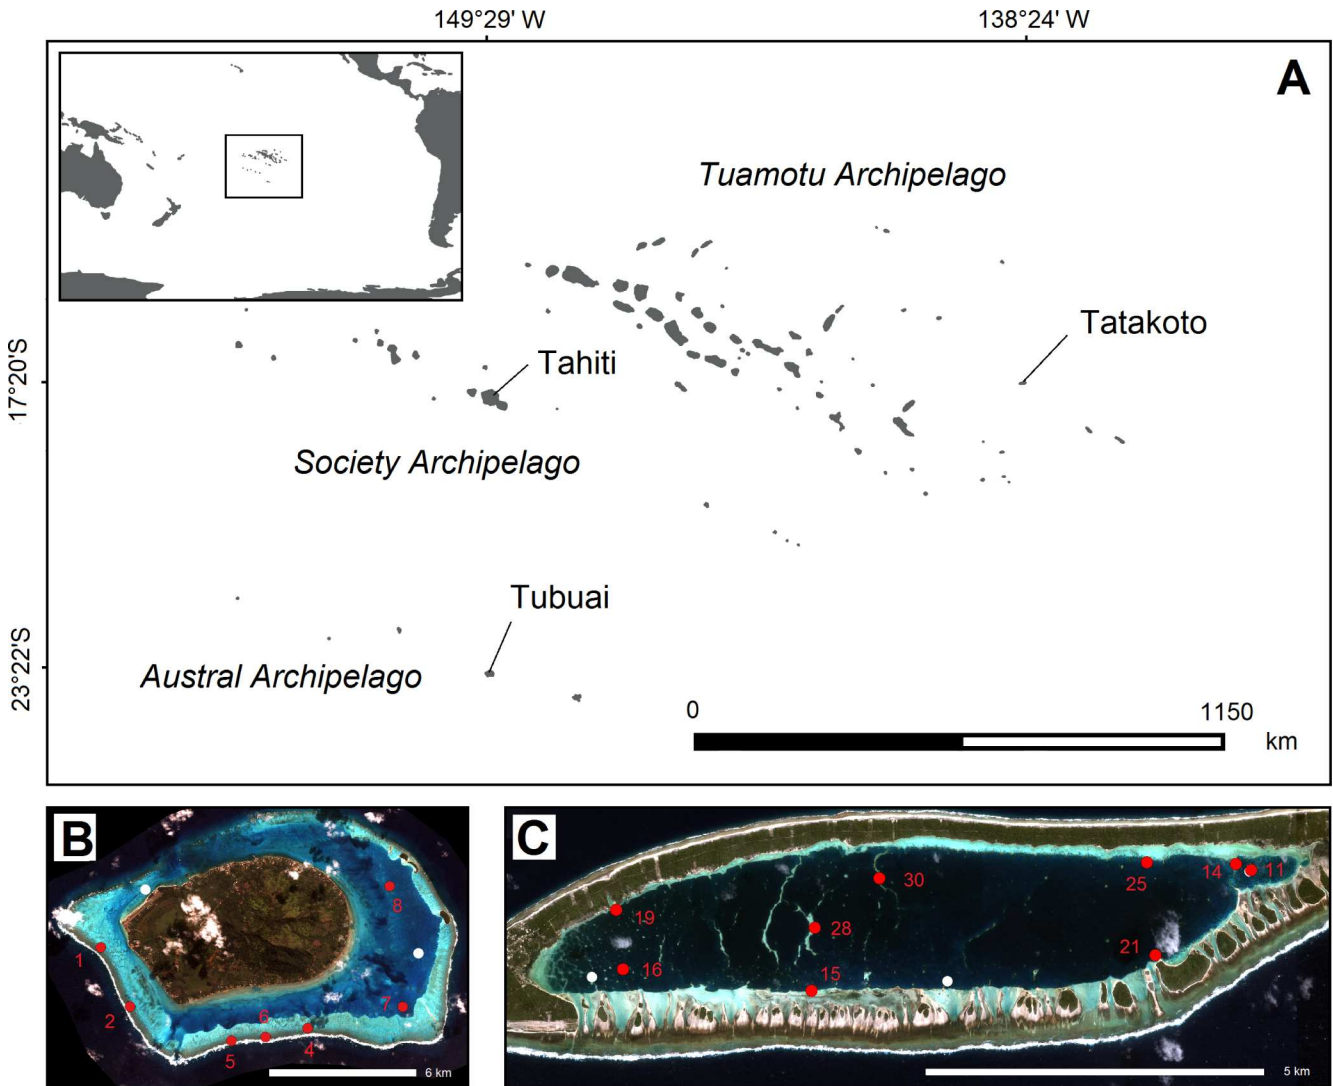 149°29' W
138°24' W
A
Tuamotu Archipelago
Tatakoto
17°20'S
Tahiti
Society Archipelago
Tubuai
Austral Archipelago
23°22'S
0
1150
km
B
8
1
2
7
6
5
4
6 km
C
30
25
14
11
19
28
21
16
15
5 km